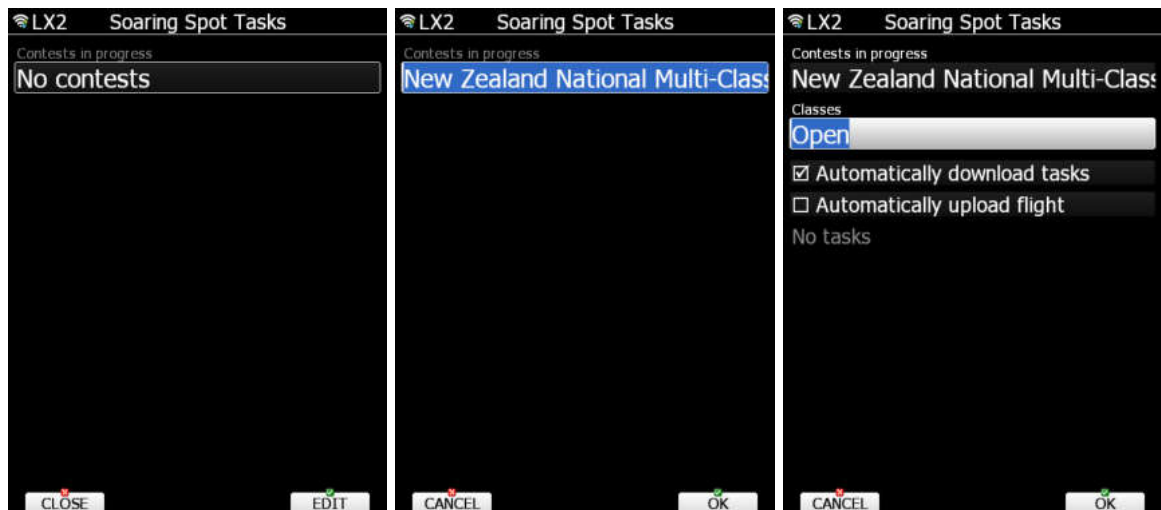 LX2 Soaring Spot Tasks
Contests in progress
No contests
CLOSE EDIT
LX2 Soaring Spot Tasks
Contests in progress
New Zealand National Multi-Class
CANCEL OK
LX2 Soaring Spot Tasks
Contests in progress
New Zealand National Multi-Class
Classes
Open
Automatically download tasks
Automatically upload flight
No tasks
CANCEL OK